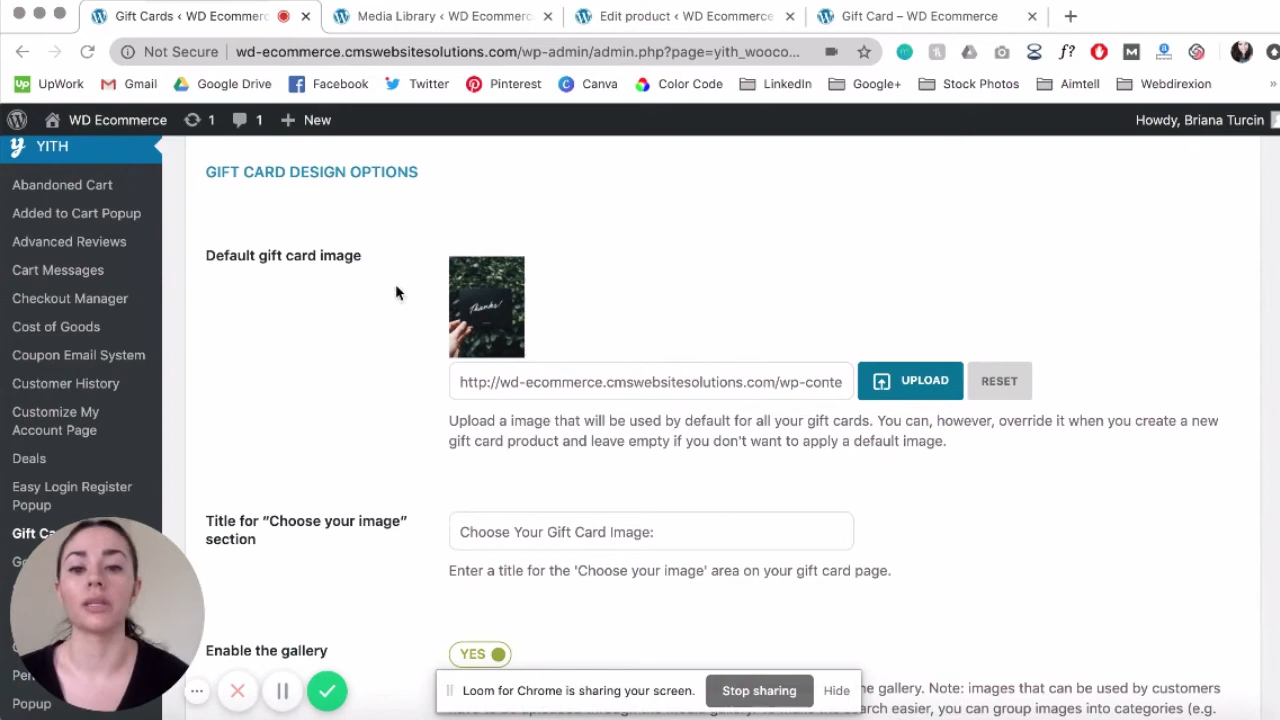 Gift Cards ‹ WD Ecommerc
Media Library ‹ WD Ecommerc
Edit product ‹ WD Ecommerce
Gift Card – WD Ecommerce
Not Secure
wd-ecommerce.cmswebsitesolutions.com/wp-admin/admin.php?page=yith_wooco...
f?
M
Up UpWork
Gmail
Google Drive
Facebook
Twitter
Pinterest
Canva
Color Code
LinkedIn
Google+
Stock Photos
Aimtell
Webdirexion
»
WD Ecommerce
1
1
New
Howdy, Briana Turcin
YITH
Abandoned Cart
Added to Cart Popup
Advanced Reviews
Cart Messages
Checkout Manager
Cost of Goods
Coupon Email System
Customer History
Customize My
Account Page
Deals
Easy Login Register
Popup
Gift Ca
Popup
GIFT CARD DESIGN OPTIONS
Default gift card image
Thanks!
http://wd-ecommerce.cmswebsitesolutions.com/wp-conte
UPLOAD
RESET
Upload a image that will be used by default for all your gift cards. You can, however, override it when you create a new
gift card product and leave empty if you don't want to apply a default image.
Title for "Choose your image"
section
Choose Your Gift Card Image:
Enter a title for the 'Choose your image' area on your gift card page.
Enable the gallery
YES
Loom for Chrome is sharing your screen.
Stop sharing
Hide
he gallery. Note: images that can be used by customers
arch easier, you can group images into categories (e.g.